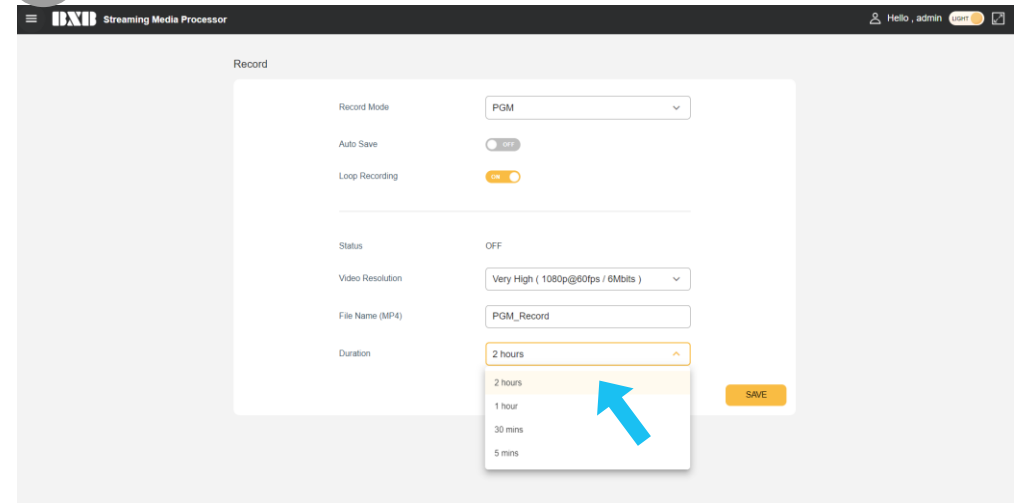 BXB Streaming Media Processor
Hello , admin LIGHT
Record
Record Mode PGM
Auto Save OFF
Loop Recording ON
Status OFF
Video Resolution Very High ( 1080p@60fps / 6Mbits )
File Name (MP4) PGM_Record
Duration 2 hours
2 hours
1 hour
30 mins
5 mins
SAVE